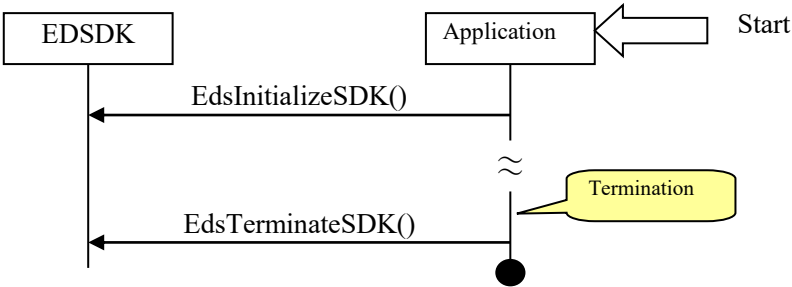 EDSDK
Application
Start
EdsInitializeSDK()
Termination
EdsTerminateSDK()